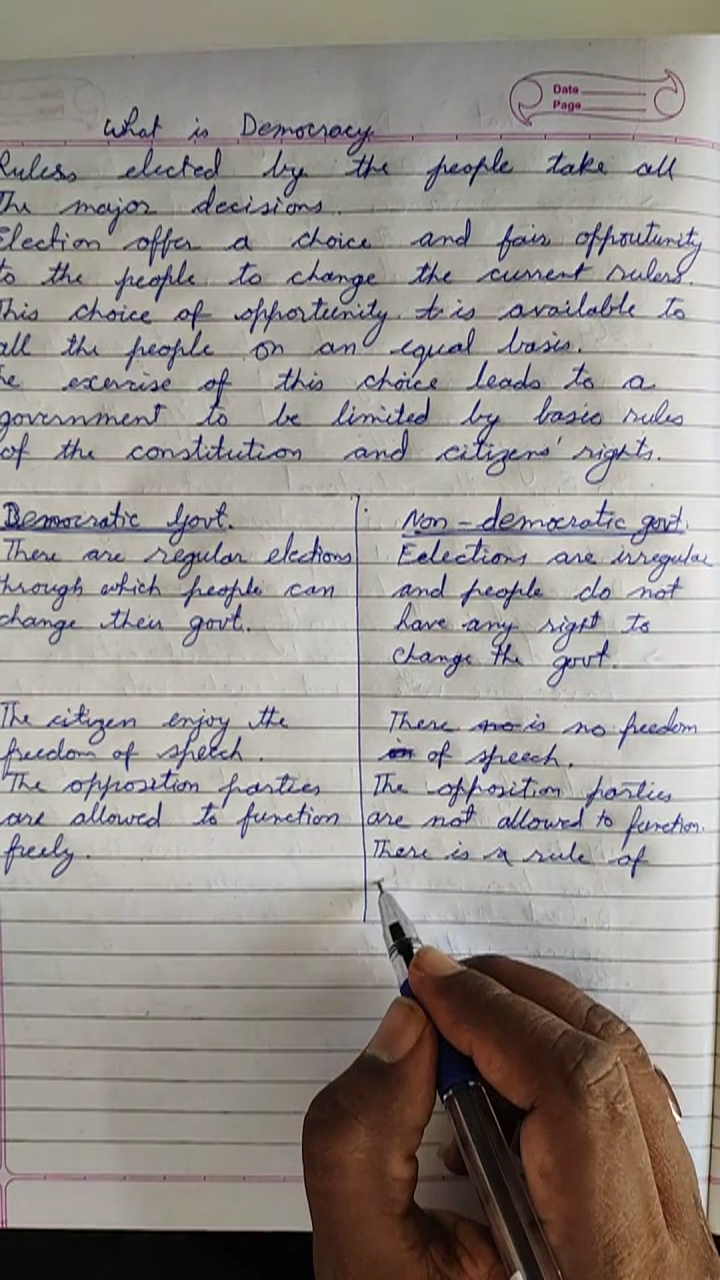 Date
Page
What is Democracy.
Rulers elected by the people take all
The major decisions.
Election offer a choice and fair opportunity
to the people to change the current rulers.
This choice of opportunity is available to
all the people on an equal basis.
exercise of this choice leads to a
government to be limited by basic rules
of the constitution and citizens' rights.
Democratic Govt.
There are regular elections
through which people can
change their govt.
The citizen enjoy the
freedom of speech.
The opposition parties
are allowed to function
freely.
Non-democratic govt.
Eelections are irregular
and people do not
have any right to
change the govt.
There is no freedom
of speech.
The opposition parties
are not allowed to function.
There is a rule of